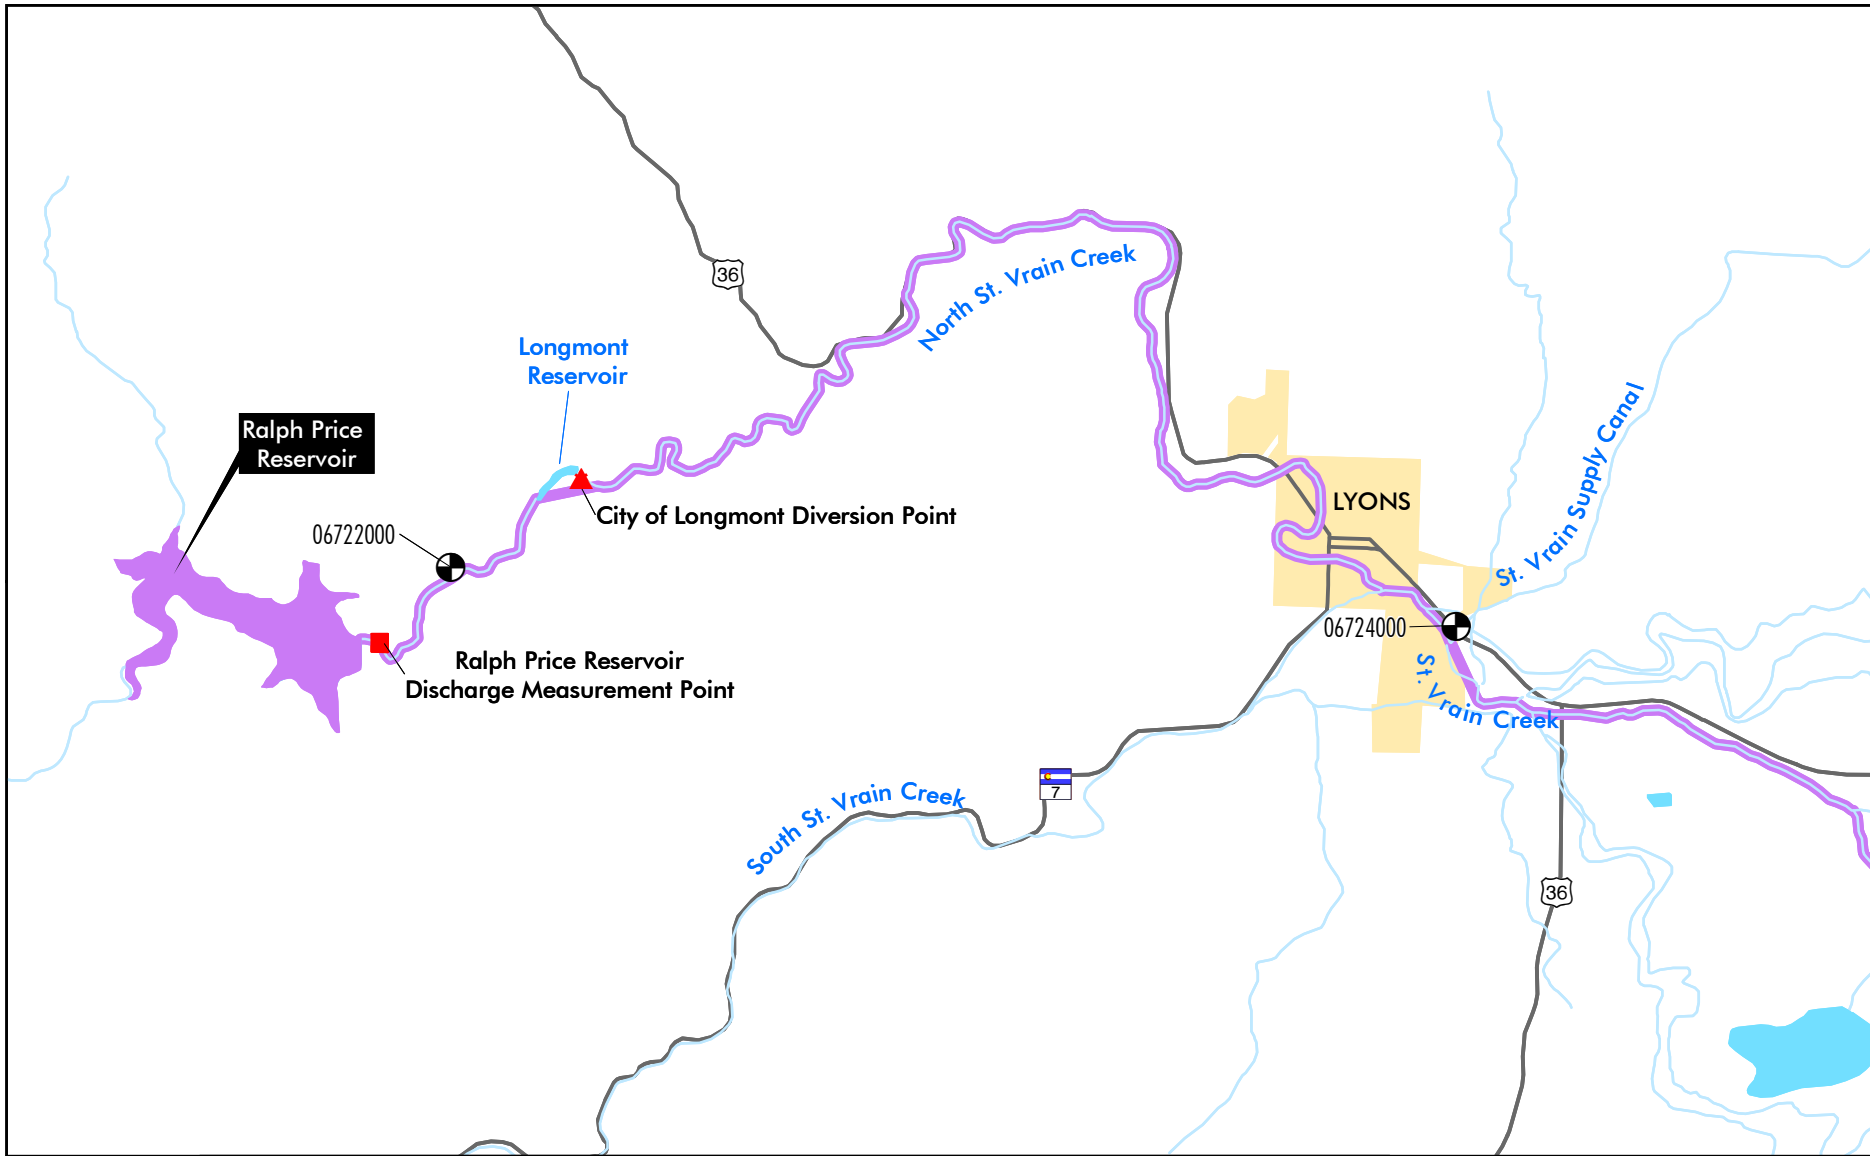 36
North St. Vrain Creek
Longmont
Reservoir
Ralph Price
Reservoir
St. Vrain Supply Canal
LYONS
City of Longmont Diversion Point
06722000
06724000
Ralph Price Reservoir
Discharge Measurement Point
St. Vrain Creek
7
South St. Vrain Creek
36